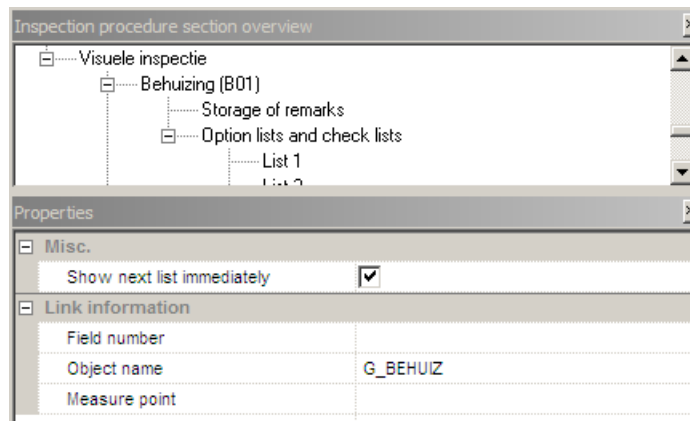 Inspection procedure section overview
Visuele inspectie
Behuizing (B01)
Storage of remarks
Option lists and check lists
List 1
Properties
Misc.
Show next list immediately
Link information
Field number
Object name G_BEHUIZ
Measure point